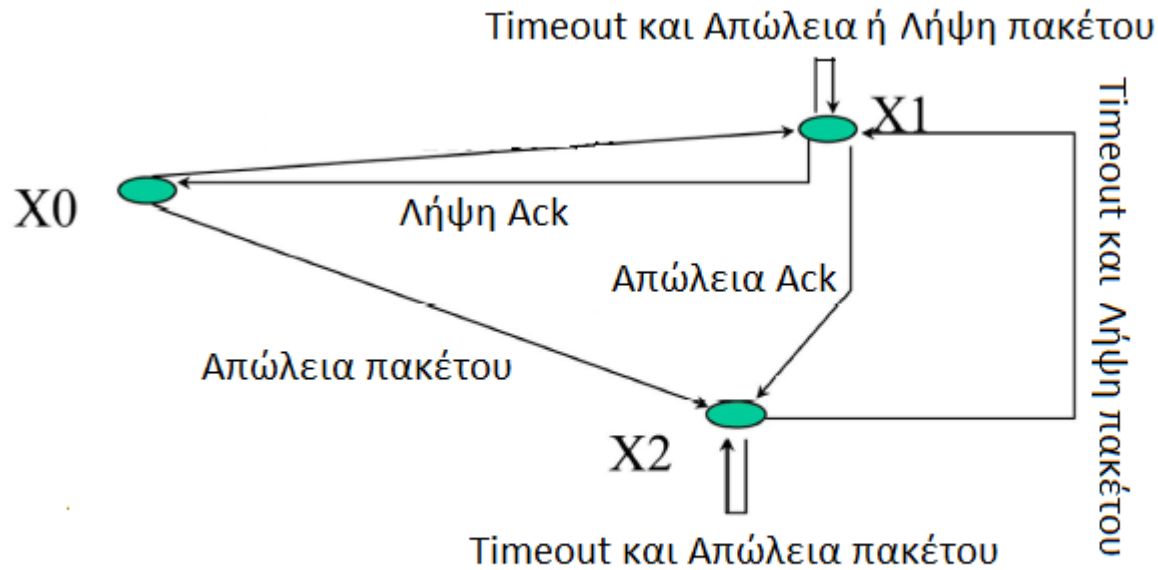 Timeout και Απώλεια ή Λήψη πακέτου
X1
X0
Λήψη Ack
Απώλεια Ack
Απώλεια πακέτου
Timeout και Λήψη πακέτου
X2
Timeout και Απώλεια πακέτου